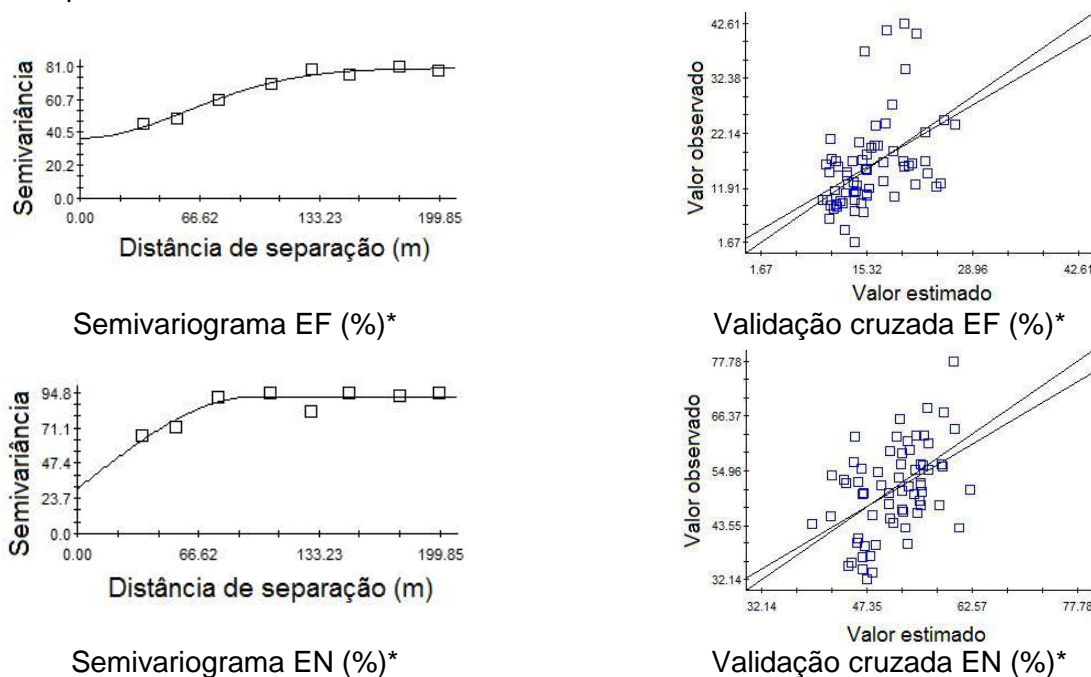 81.0
60.7
40.5
20.2
0.0
0.00 66.62 133.23 199.85
Semivariância
Distância de separação (m)
42.61
32.38
22.14
11.91
1.67
1.67 15.32 28.96 42.61
Valor observado
Valor estimado
Semivariograma EF (%)* Validação cruzada EF (%)*
94.8
71.1
47.4
23.7
0.0
0.00 66.62 133.23 199.85
Semivariância
Distância de separação (m)
77.78
66.37
54.96
43.55
32.14
32.14 47.35 62.57 77.78
Valor observado
Valor estimado
Semivariograma EN (%)* Validação cruzada EN (%)*